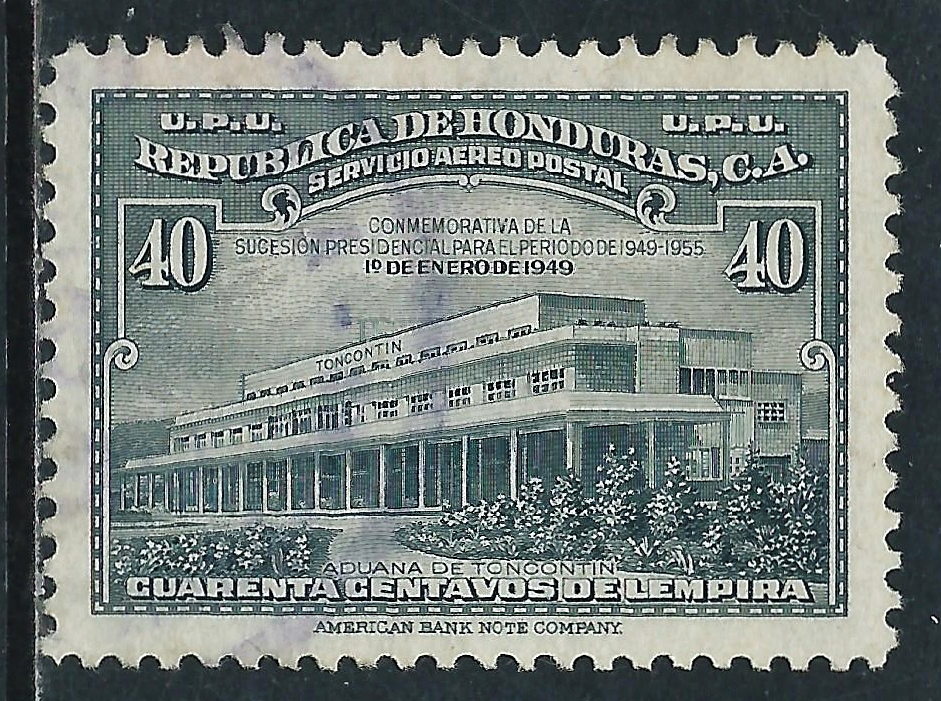 U.P.U. U.P.U.
REPUBLICA DE HONDURAS, C.A.
SERVICIO AEREO POSTAL
40 40
CONMEMORATIVA DE LA
SUCESIÓN PRESIDENCIAL PARA EL PERIODO DE 1949-1955
1º DE ENERO DE 1949
TONCONTIN
ADUANA DE TONCONTIN
CUARENTA CENTAVOS DE LEMPIRA
AMERICAN BANK NOTE COMPANY.